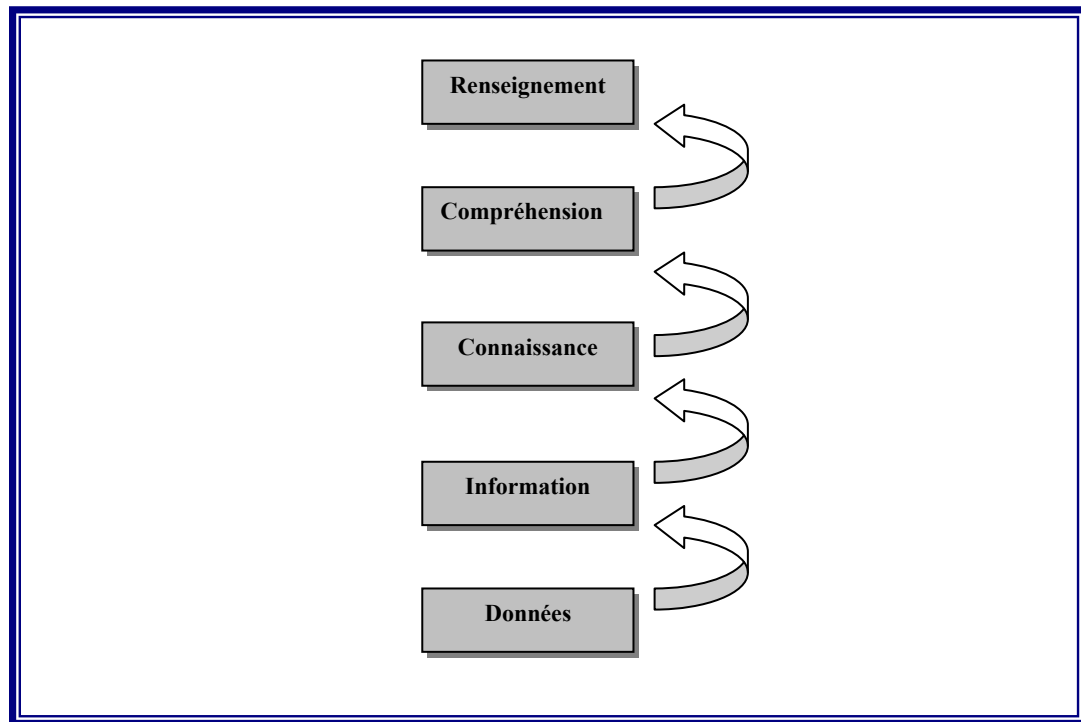 Renseignement
Compréhension
Connaissance
Information
Données